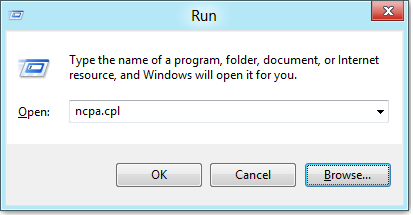 Run
Type the name of a program, folder, document, or Internet
resource, and Windows will open it for you.
Open: ncpa.cpl
OK Cancel Browse...